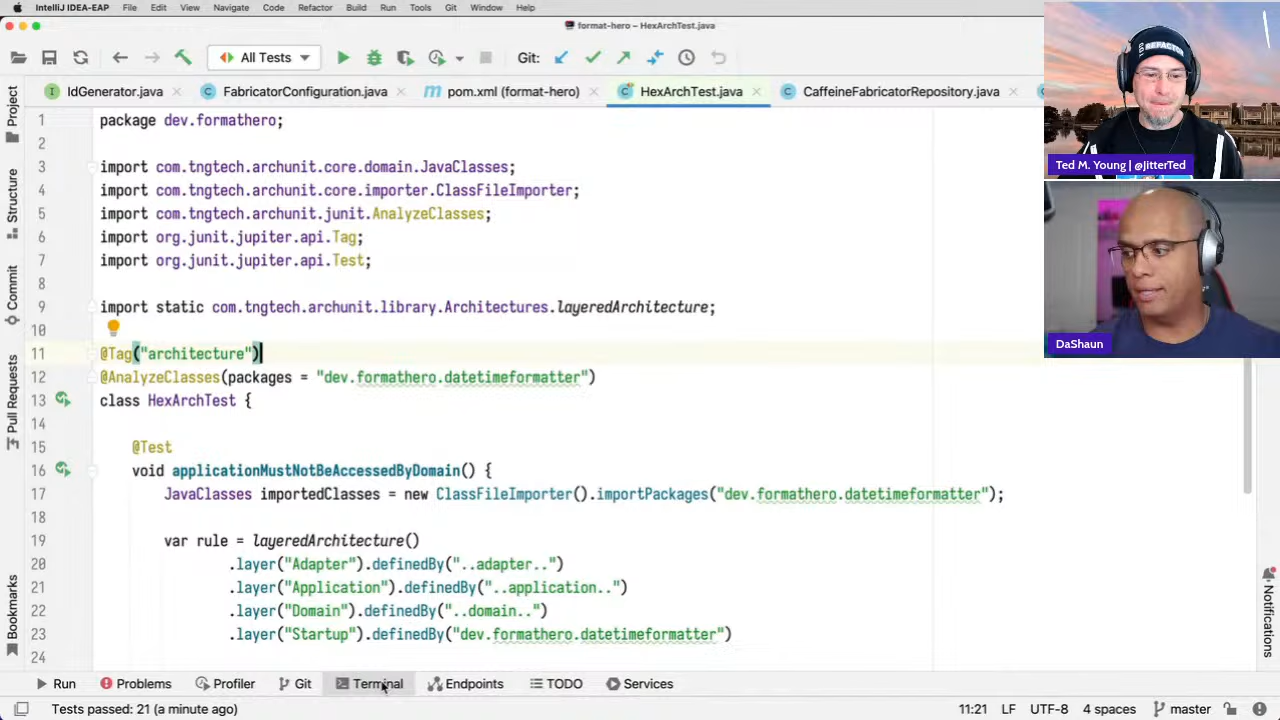 IntelliJ IDEA-EAP File Edit View Navigate Code Refactor Build Run Tools Git Window Help
format-hero – HexArchTest.java
All Tests Git:
IdGenerator.java FabricatorConfiguration.java pom.xml (format-hero) HexArchTest.java CaffeineFabricatorRepository.java
Project
Structure
Commit
Pull Requests
Bookmarks
1 package dev.formathero;
2
3 import com.tngtech.archunit.core.domain.JavaClasses;
4 import com.tngtech.archunit.core.importer.ClassFileImporter;
5 import com.tngtech.archunit.junit.AnalyzeClasses;
6 import org.junit.jupiter.api.Tag;
7 import org.junit.jupiter.api.Test;
8
9 import static com.tngtech.archunit.library.Architectures.layeredArchitecture;
10
11 @Tag("architecture")
12 @AnalyzeClasses(packages = "dev.formathero.datetimeformatter")
13 class HexArchTest {
14
15 @Test
16 void applicationMustNotBeAccessedByDomain() {
17 JavaClasses importedClasses = new ClassFileImporter().importPackages("dev.formathero.datetimeformatter");
18
19 var rule = layeredArchitecture()
20 .layer("Adapter").definedBy("..adapter..")
21 .layer("Application").definedBy("..application..")
22 .layer("Domain").definedBy("..domain..")
23 .layer("Startup").definedBy("dev.formathero.datetimeformatter")
24
REFACTOR
Ted M. Young | @JitterTed
DaShaun
Notifications
Run Problems Profiler Git Terminal Endpoints TODO Services
Tests passed: 21 (a minute ago) 11:21 LF UTF-8 4 spaces master